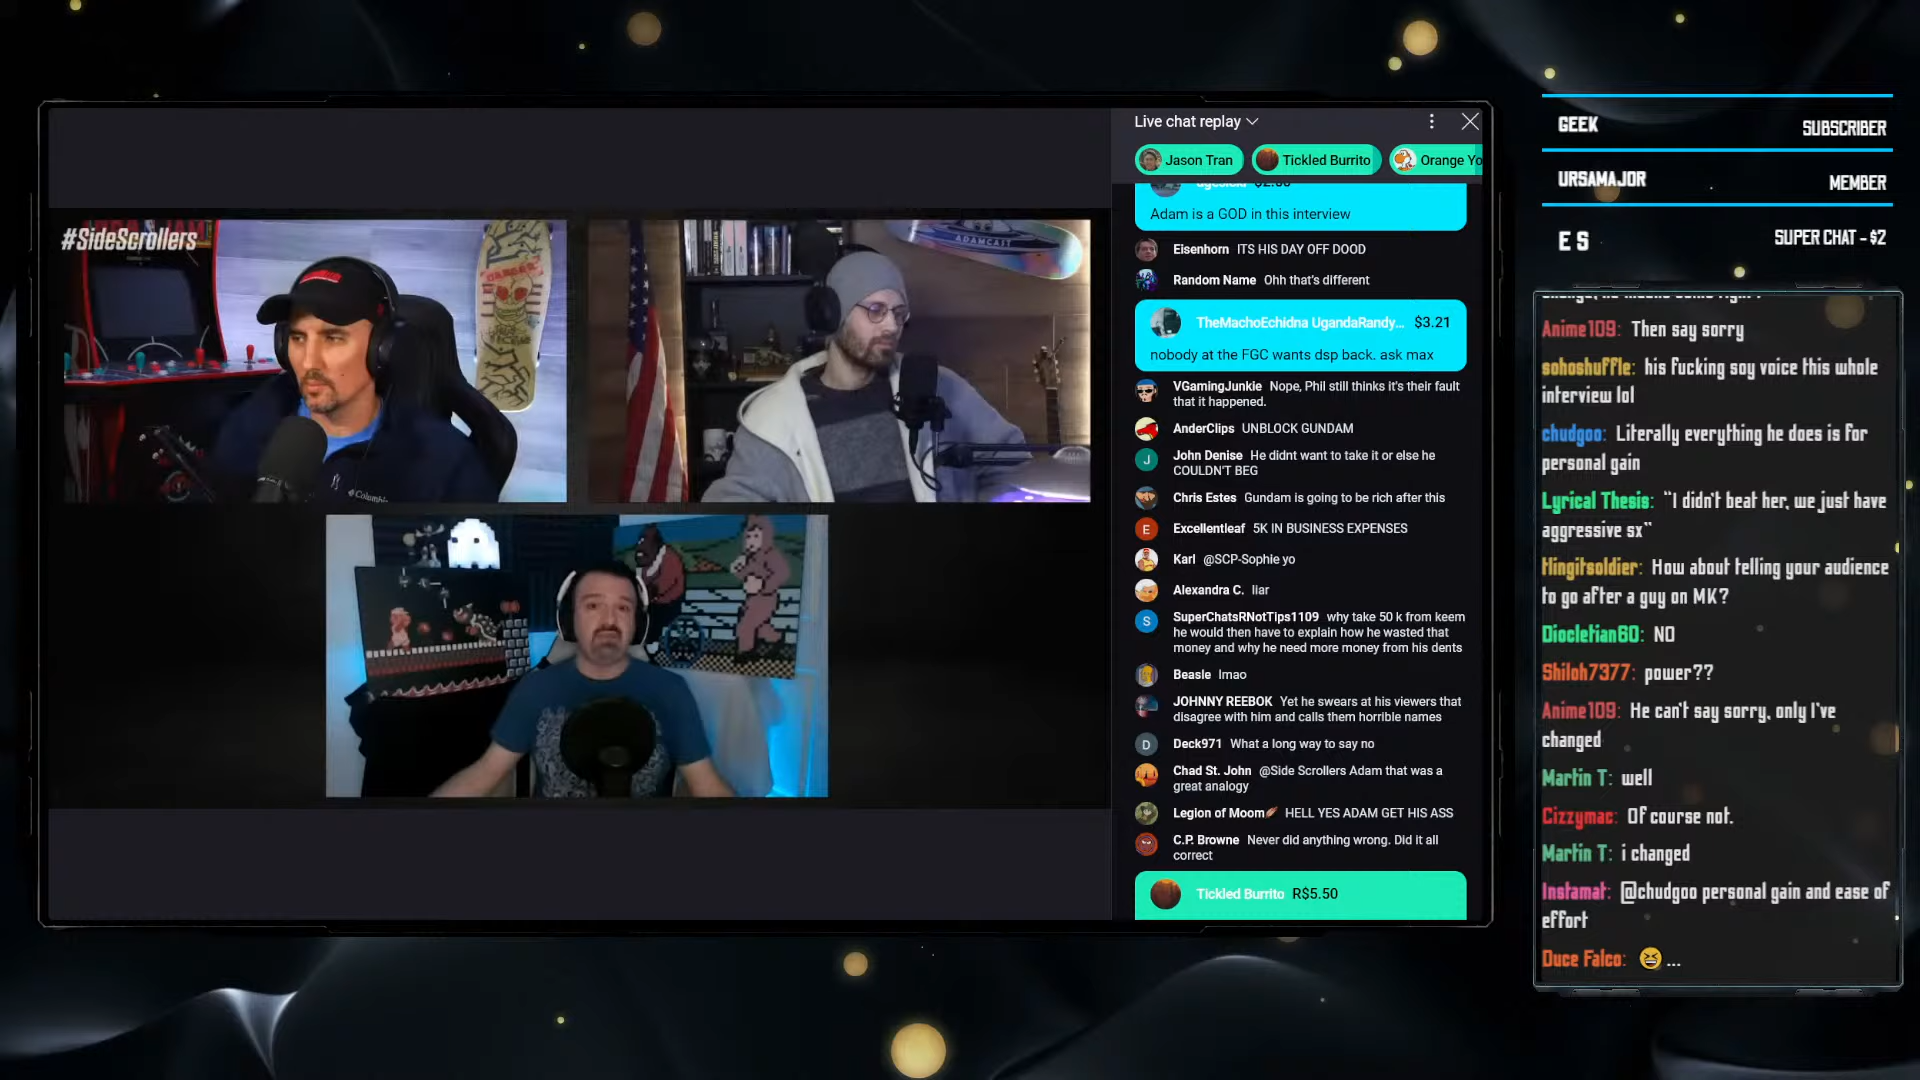 #SideScrollers
ADAMCAST
Columbia
Live chat replay
Jason Tran
Tickled Burrito
Orange Yo
$2.00
Adam is a GOD in this interview
Eisenhorn ITS HIS DAY OFF DOOD
Random Name Ohh that's different
TheMachoEchidna UgandaRandy... $3.21
nobody at the FGC wants dsp back. ask max
VGamingJunkie Nope, Phil still thinks it's their fault
that it happened.
AnderClips UNBLOCK GUNDAM
J
John Denise He didnt want to take it or else he
COULDN'T BEG
Chris Estes Gundam is going to be rich after this
E
Excellentleaf 5K IN BUSINESS EXPENSES
Karl @SCP-Sophie yo
Alexandra C. liar
S
SuperChatsRNotTips1109 why take 50 k from keem
he would then have to explain how he wasted that
money and why he need more money from his dents
Beasle lmao
JOHNNY REEBOK Yet he swears at his viewers that
disagree with him and calls them horrible names
D
Deck971 What a long way to say no
Chad St. John @Side Scrollers Adam that was a
great analogy
Legion of Moom HELL YES ADAM GET HIS ASS
C.P. Browne Never did anything wrong. Did it all
correct
Tickled Burrito R$5.50
GEEK SUBSCRIBER
URSAMAJOR MEMBER
E S SUPER CHAT - $2
Anime109: Then say sorry
sohoshuffle: his fucking soy voice this whole
interview lol
chudgoo: Literally everything he does is for
personal gain
Lyrical Thesis: "I didn't beat her, we just have
aggressive sx"
tlingitsoldier: How about telling your audience
to go after a guy on MK?
Diocletian60: NO
Shiloh7377: power??
Anime109: He can't say sorry, only I've
changed
Martin T: well
Cizzymac: Of course not.
Martin T: i changed
Instamat: @chudgoo personal gain and ease of
effort
Duce Falco: 😆 ...